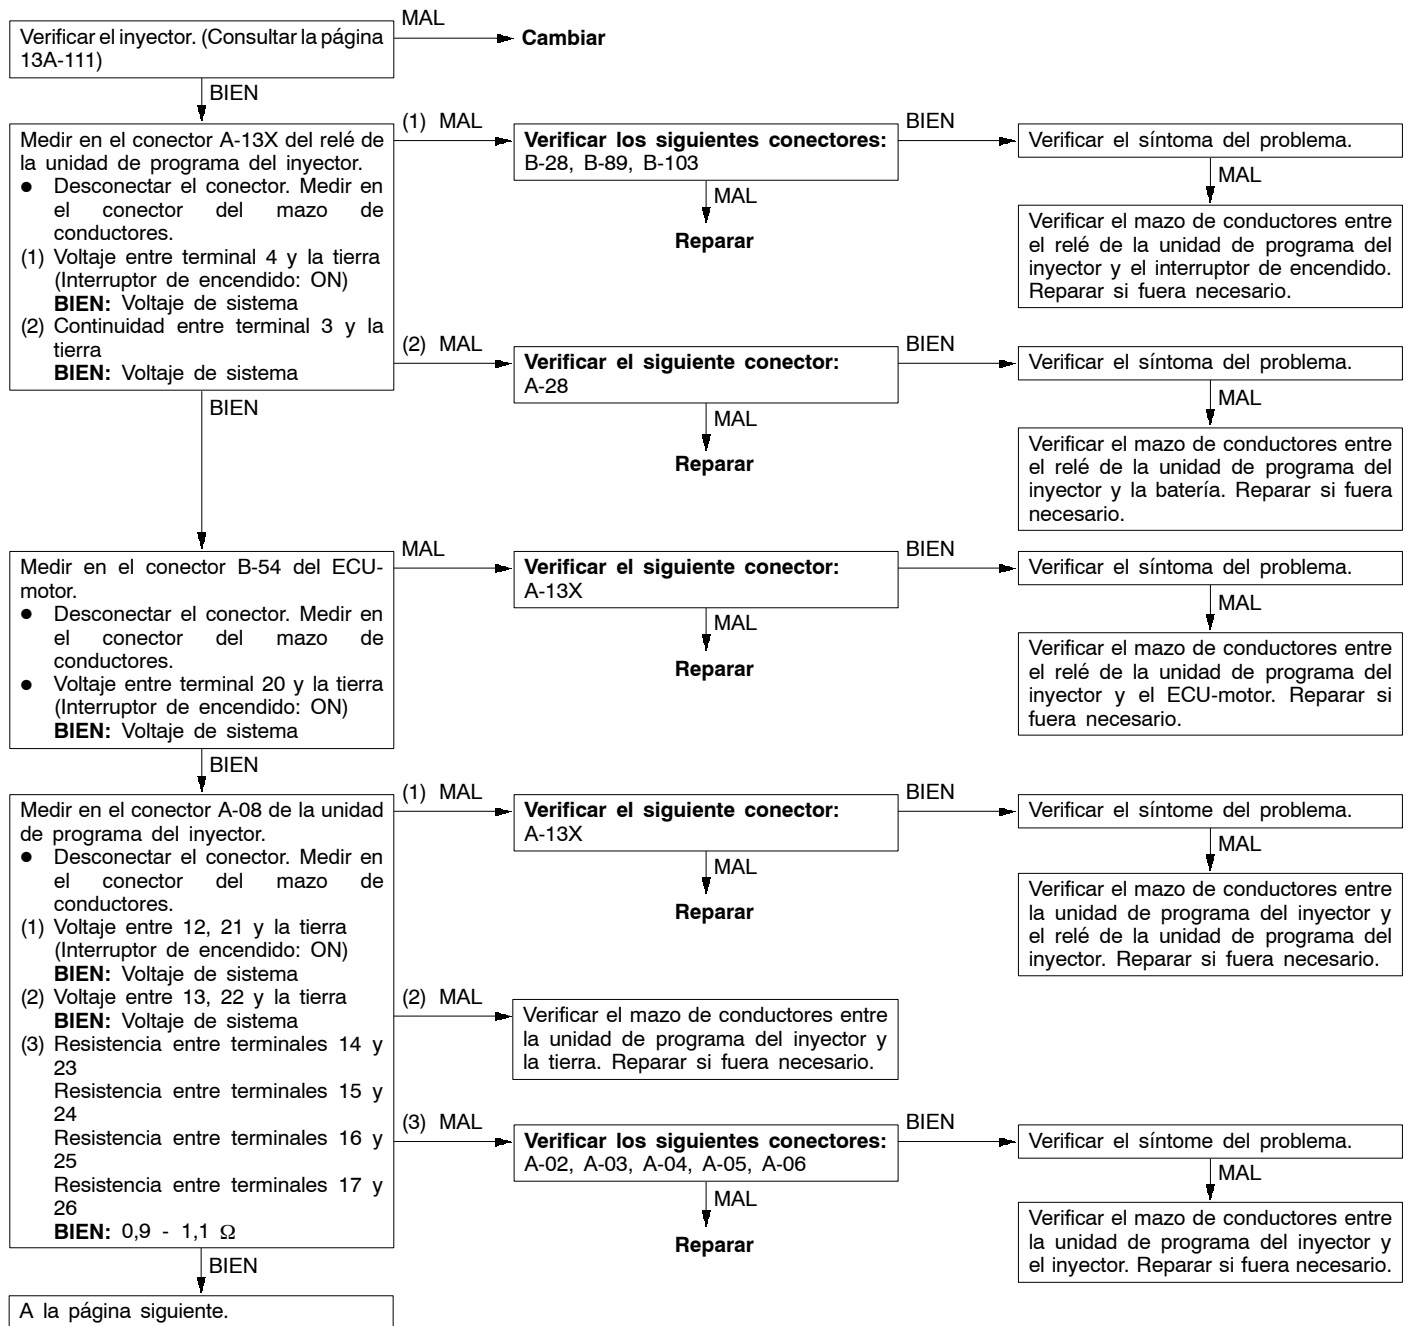 Verificar el inyector. (Consultar la página
13A-111)
MAL
Cambiar
BIEN
Medir en el conector A-13X del relé de
la unidad de programa del inyector.
● Desconectar el conector. Medir en
el conector del mazo de
conductores.
(1) Voltaje entre terminal 4 y la tierra
(Interruptor de encendido: ON)
BIEN: Voltaje de sistema
(2) Continuidad entre terminal 3 y la
tierra
BIEN: Voltaje de sistema
(1) MAL
Verificar los siguientes conectores:
B-28, B-89, B-103
MAL
Reparar
BIEN
Verificar el síntoma del problema.
MAL
Verificar el mazo de conductores entre
el relé de la unidad de programa del
inyector y el interruptor de encendido.
Reparar si fuera necesario.
(2) MAL
Verificar el siguiente conector:
A-28
MAL
Reparar
BIEN
Verificar el síntoma del problema.
MAL
Verificar el mazo de conductores entre
el relé de la unidad de programa del
inyector y la batería. Reparar si fuera
necesario.
BIEN
Medir en el conector B-54 del ECU-
motor.
● Desconectar el conector. Medir en
el conector del mazo de
conductores.
● Voltaje entre terminal 20 y la tierra
(Interruptor de encendido: ON)
BIEN: Voltaje de sistema
MAL
Verificar el siguiente conector:
A-13X
MAL
Reparar
BIEN
Verificar el síntoma del problema.
MAL
Verificar el mazo de conductores entre
el relé de la unidad de programa del
inyector y el ECU-motor. Reparar si
fuera necesario.
BIEN
Medir en el conector A-08 de la unidad
de programa del inyector.
● Desconectar el conector. Medir en
el conector del mazo de
conductores.
(1) Voltaje entre 12, 21 y la tierra
(Interruptor de encendido: ON)
BIEN: Voltaje de sistema
(2) Voltaje entre 13, 22 y la tierra
BIEN: Voltaje de sistema
(3) Resistencia entre terminales 14 y
23
Resistencia entre terminales 15 y
24
Resistencia entre terminales 16 y
25
Resistencia entre terminales 17 y
26
BIEN: 0,9 - 1,1 Ω
(1) MAL
Verificar el siguiente conector:
A-13X
MAL
Reparar
BIEN
Verificar el síntome del problema.
MAL
Verificar el mazo de conductores entre
la unidad de programa del inyector y
el relé de la unidad de programa del
inyector. Reparar si fuera necesario.
(2) MAL
Verificar el mazo de conductores entre
la unidad de programa del inyector y
la tierra. Reparar si fuera necesario.
(3) MAL
Verificar los siguientes conectores:
A-02, A-03, A-04, A-05, A-06
MAL
Reparar
BIEN
Verificar el síntome del problema.
MAL
Verificar el mazo de conductores entre
la unidad de programa del inyector y
el inyector. Reparar si fuera necesario.
BIEN
A la página siguiente.